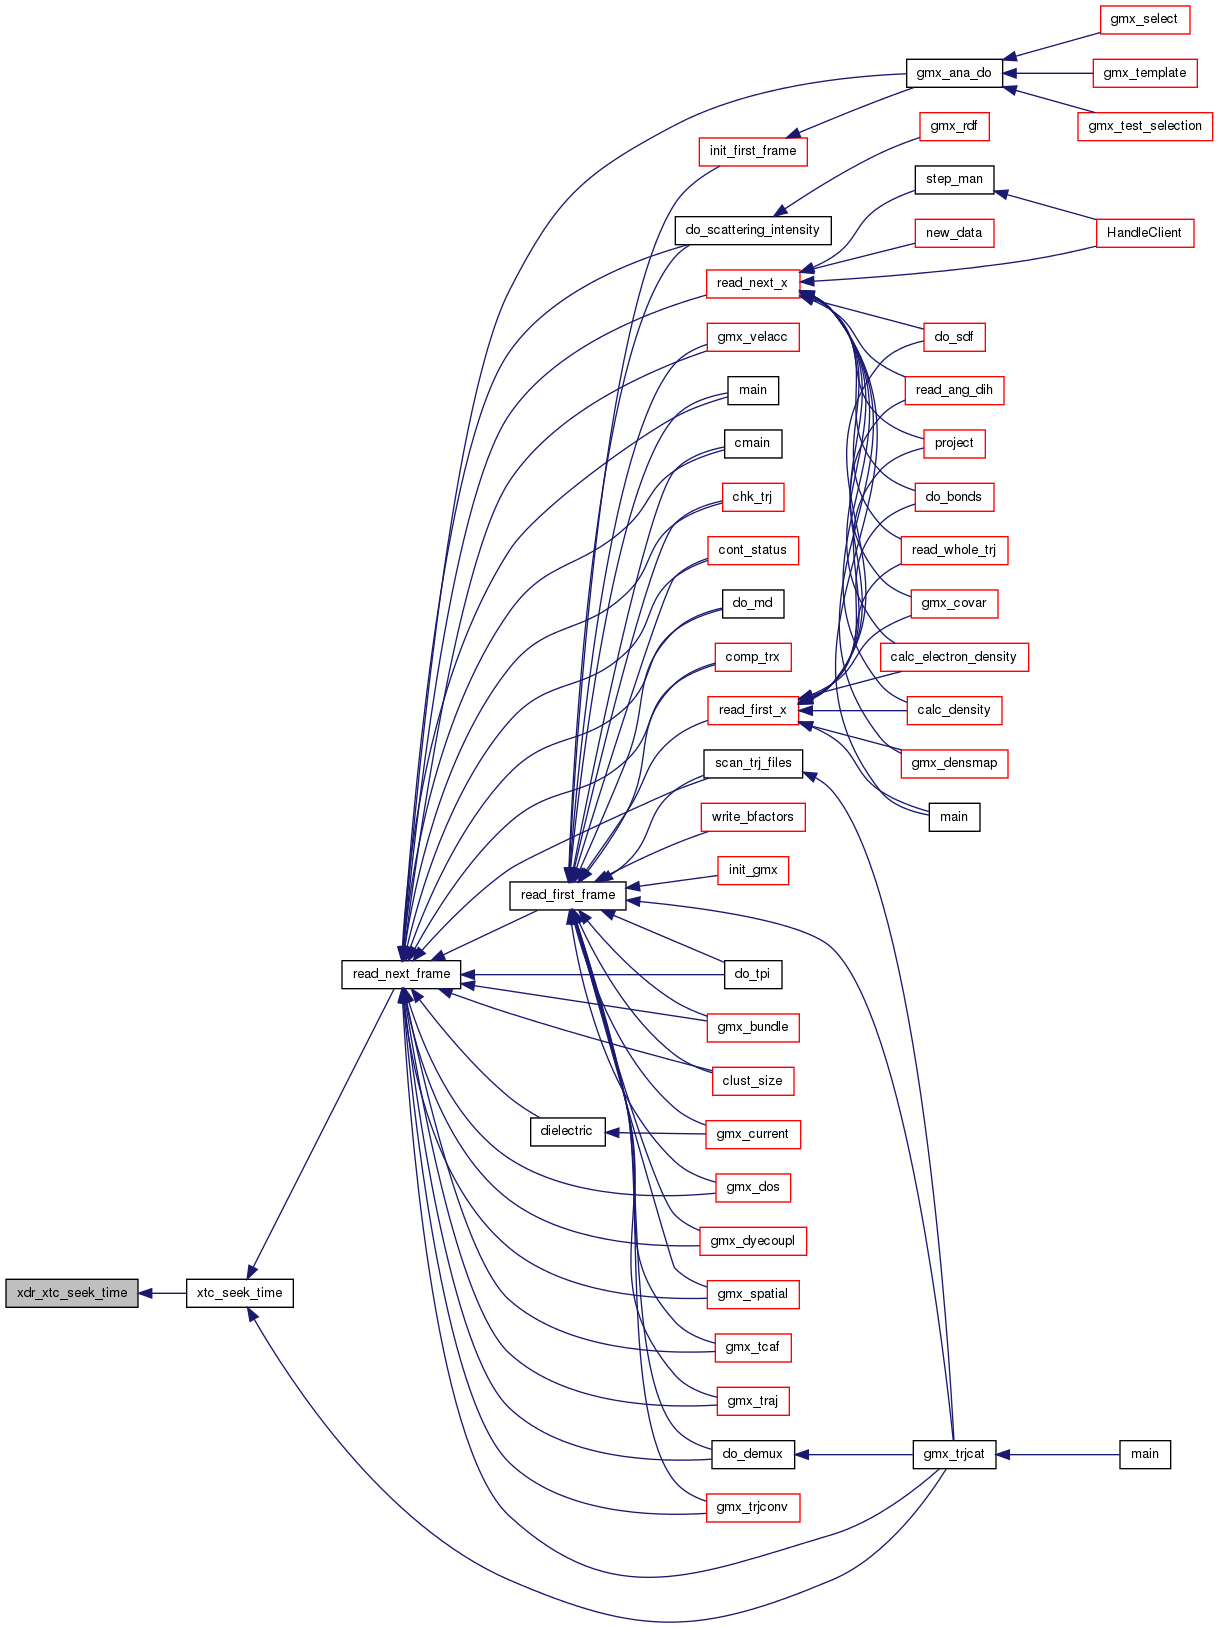 gmx_select
gmx_ana_do
gmx_template
gmx_rdf
gmx_test_selection
init_first_frame
step_man
do_scattering_intensity
new_data
HandleClient
read_next_x
gmx_velacc
do_sdf
main
read_ang_dih
cmain
project
chk_trj
do_bonds
cont_status
read_whole_trj
do_md
gmx_covar
comp_trx
calc_electron_density
read_first_x
calc_density
scan_trj_files
gmx_densmap
write_bfactors
main
init_gmx
read_first_frame
read_next_frame
do_tpi
gmx_bundle
clust_size
dielectric
gmx_current
gmx_dos
gmx_dyecoupl
xdr_xtc_seek_time
xtc_seek_time
gmx_spatial
gmx_tcaf
gmx_traj
do_demux
gmx_trjcat
main
gmx_trjconv